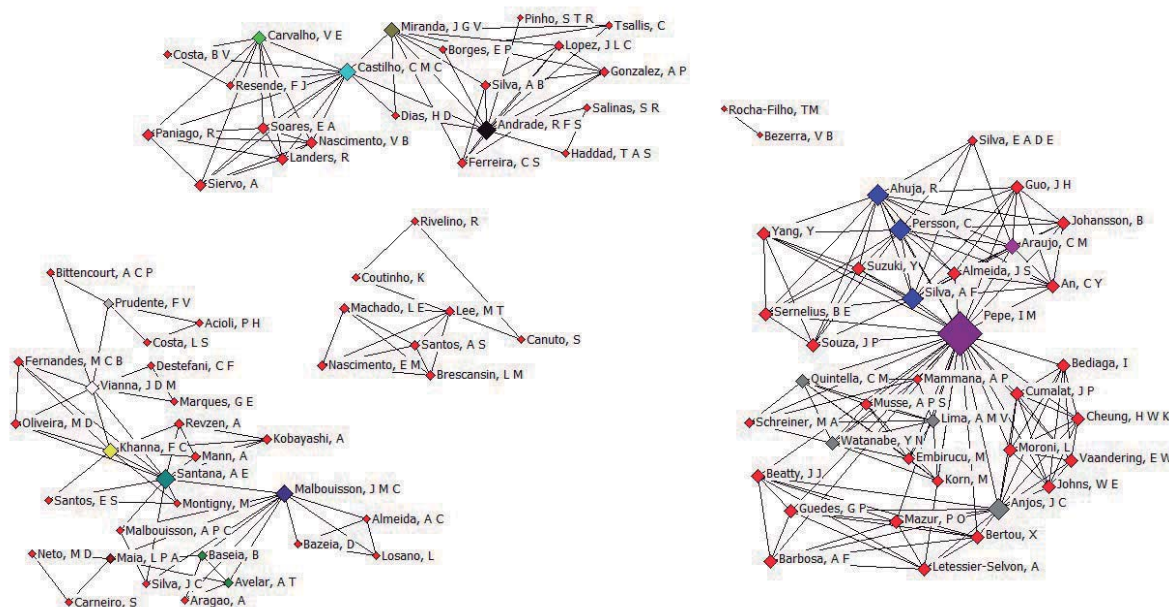 Pinho, S T R
Tsallis, C
Miranda, J G V
Carvalho, V E
Lopez, J L C
Borges, E P
Costa, B V
Castilho, C M C
Gonzalez, A P
Resende, F J
Silva, A B
Salinas, S R
Dias, H D
Andrade, R F S
Soares, E A
Paniago, R
Nascimento, V B
Haddad, T A S
Landers, R
Ferreira, C S
Siervo, A
Rocha-Filho, TM
Bezerra, V B
Silva, E A D E
Guo, J H
Ahuja, R
Johansson, B
Persson, C
Yang, Y
Araujo, C M
Suzuki, Y
Almeida, J S
An, C Y
Silva, A F
Sernelius, B E
Pepe, I M
Souza, J P
Rivelino, R
Coutinho, K
Machado, L E
Lee, M T
Canuto, S
Santos, A S
Nascimento, E M
Brescansin, L M
Bittencourt, A C P
Prudente, F V
Acioli, P H
Costa, L S
Fernandes, M C B
Destefani, C F
Vianna, J D M
Marques, G E
Oliveira, M D
Revzen, A
Kobayashi, A
Khanna, F C
Mann, A
Santana, A E
Santos, E S
Montigny, M
Malbouisson, J M C
Malbouisson, A P C
Almeida, A C
Bazeia, D
Losano, L
Neto, M D
Maia, L P A
Baseia, B
Silva, J C
Avelar, A T
Carneiro, S
Aragao, A
Bediaga, I
Quintella, C M
Mammana, A P
Cumalat, J P
Musse, A P S
Cheung, H W K
Schreiner, M A
Lima, A M V
Watanabe, Y N
Moroni, L
Embirucu, M
Vaandering, E W
Beatty, J J
Korn, M
Johns, W E
Guedes, G P
Anjos, J C
Mazur, P O
Bertou, X
Barbosa, A F
Letessier-Selvon, A